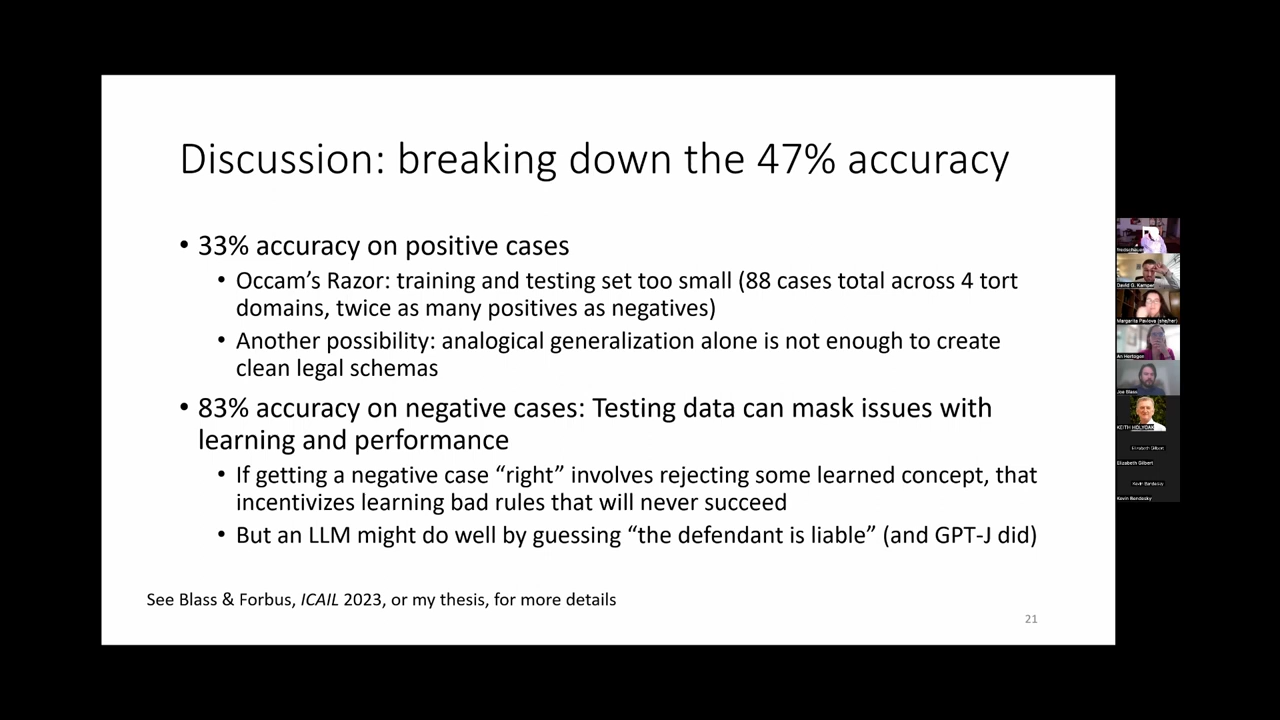 Discussion: breaking down the 47% accuracy
• 33% accuracy on positive cases
• Occam’s Razor: training and testing set too small (88 cases total across 4 tort
domains, twice as many positives as negatives)
• Another possibility: analogical generalization alone is not enough to create
clean legal schemas
• 83% accuracy on negative cases: Testing data can mask issues with
learning and performance
• If getting a negative case “right” involves rejecting some learned concept, that
incentivizes learning bad rules that will never succeed
• But an LLM might do well by guessing “the defendant is liable” (and GPT-J did)
See Blass & Forbus, ICAIL 2023, or my thesis, for more details
21
David G. Kamper
Margarita Pavlova (she/her)
An Hertogen
Joe Blass
KEITH HOLYOAK
Elizabeth Gilbert
Elizabeth Gilbert
Kevin Bendesky
Kevin Bendesky